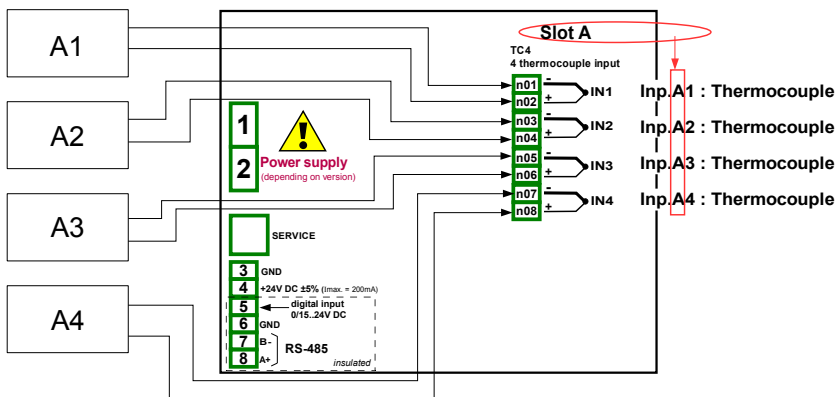 A1
A2
A3
A4
1
2
Power supply
(depending on version)
SERVICE
3 GND
4 +24V DC ±5% (Imax. = 200mA)
5 digital input
0/15..24V DC
6 GND
7 B-
8 A+
RS-485
insulated
Slot A
TC4
4 thermocouple input
n01 - IN1
n02 +
n03 - IN2
n04 +
n05 - IN3
n06 +
n07 - IN4
n08 +
Inp.A1 : Thermocouple
Inp.A2 : Thermocouple
Inp.A3 : Thermocouple
Inp.A4 : Thermocouple